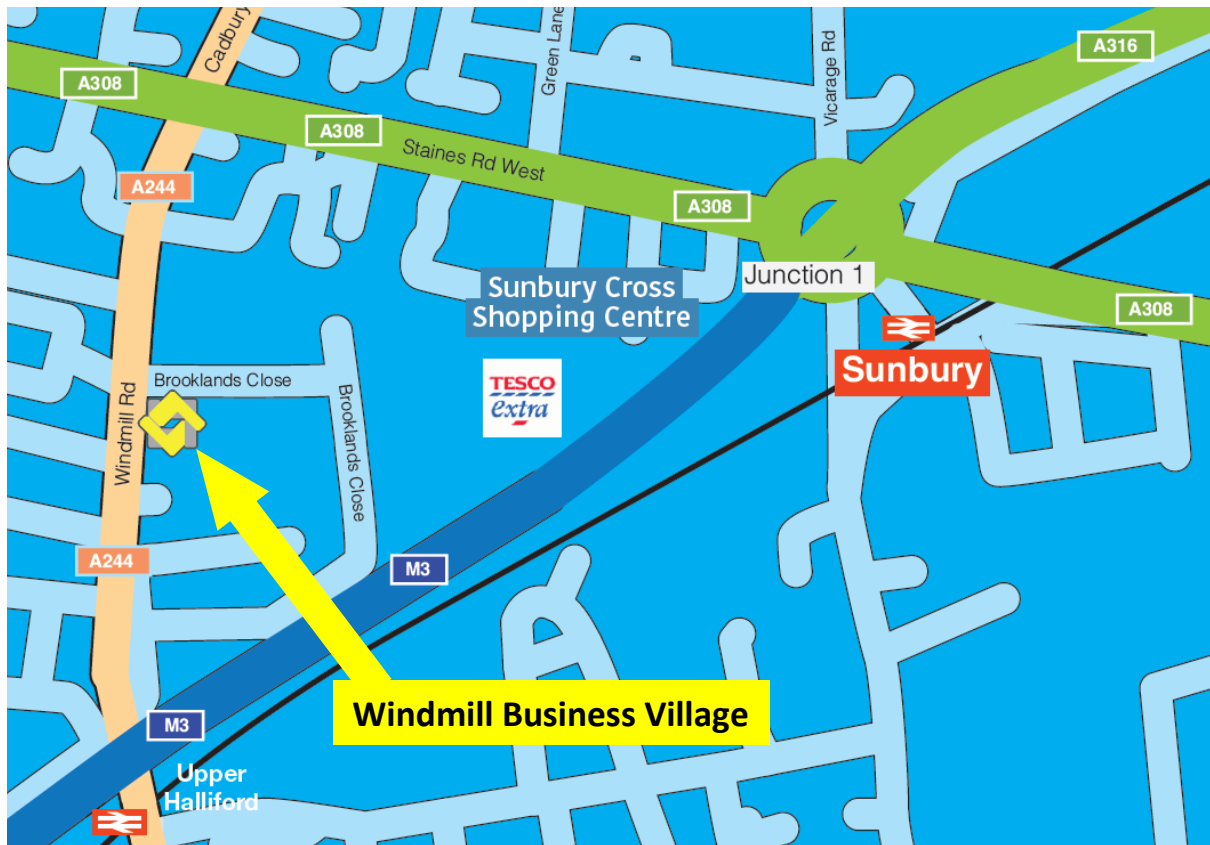 Cadbury
Green Lane
Vicarage Rd
A316
A308
A308
Staines Rd West
A244
A308
Junction 1
Sunbury Cross
Shopping Centre
A308
Sunbury
TESCO
extra
Brooklands Close
Windmill Rd
Brooklands Close
A244
M3
Windmill Business Village
M3
Upper
Halliford